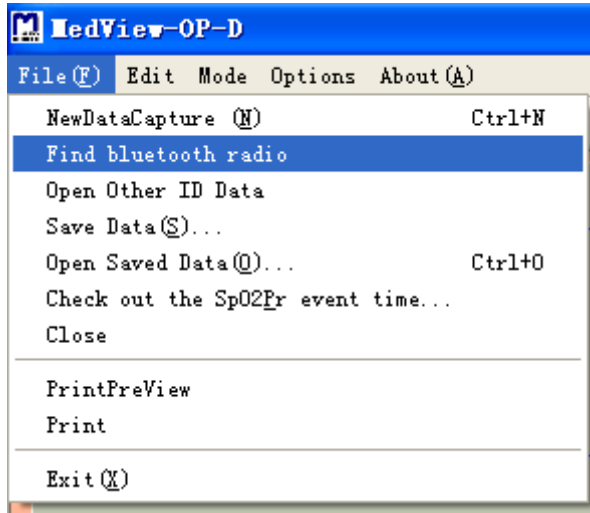 MedView-OP-D
File(F) Edit Mode Options About(A)
NewDataCapture (N) Ctrl+N
Find bluetooth radio
Open Other ID Data
Save Data(S)...
Open Saved Data(O)... Ctrl+O
Check out the SpO2Pr event time...
Close
PrintPreView
Print
Exit(X)